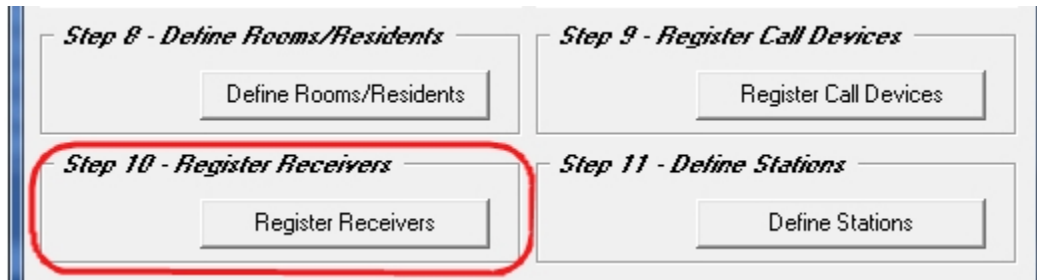 Step 8 - Define Rooms/Residents
Define Rooms/Residents
Step 9 - Register Call Devices
Register Call Devices
Step 10 - Register Receivers
Register Receivers
Step 11 - Define Stations
Define Stations